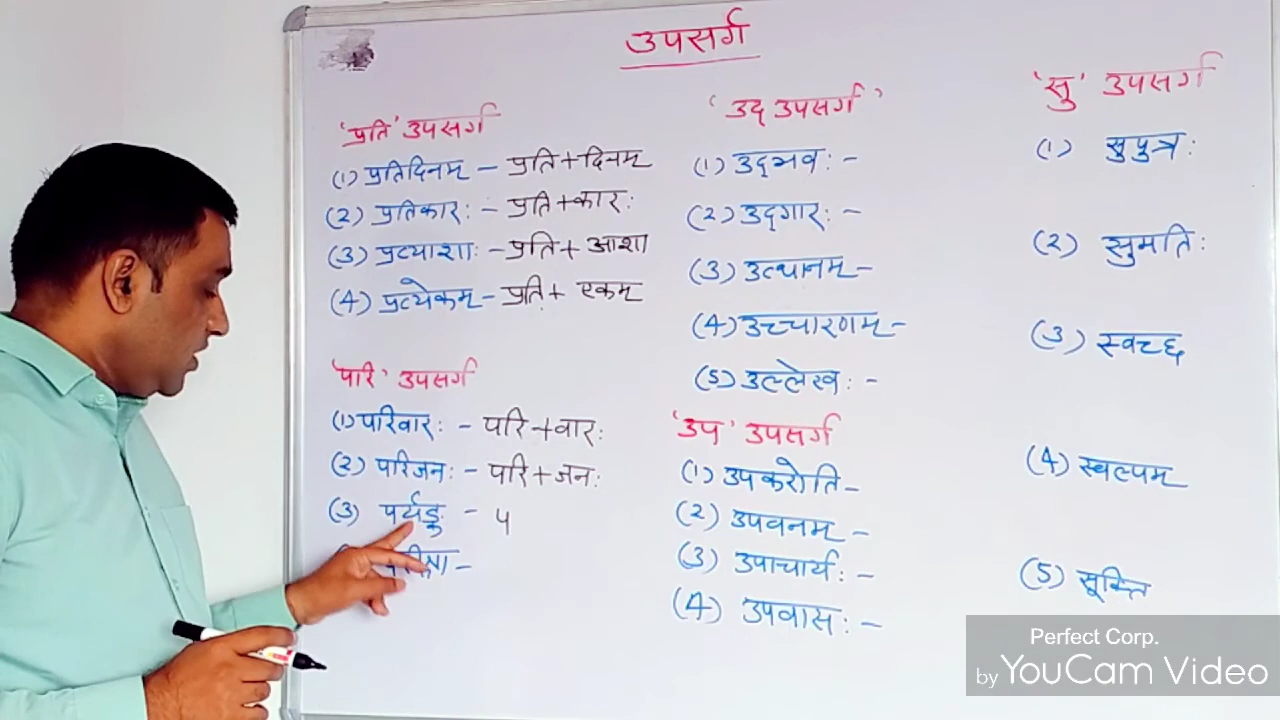 उपसर्ग
'प्रति' उपसर्ग
(1) प्रतिदिनम् - प्रति+दिनम्
(2) प्रतिकारः - प्रति+कारः
(3) प्रत्याशाः - प्रति+ आशा
(4) प्रत्येकम् - प्रति + एकम्
'परि' उपसर्ग
(1) परिवारः - परि+वारः
(2) परिजनः - परि+जनः
(3) पर्यङ्कः - प
'उद् उपसर्ग'
(1) उद्भवः -
(2) उद्गारः -
(3) उत्थानम् -
(4) उच्चारणम् -
(5) उल्लेखः -
'उप' उपसर्ग
(1) उपकरोति -
(2) उपवनम् -
(3) उपाचार्यः -
(4) उपवासः -
'सु' उपसर्ग
(1) सुपुत्रः
(2) सुमतिः
(3) स्वच्छ
(4) स्वल्पम्
(5) सूक्ति
Perfect Corp.
by YouCam Video